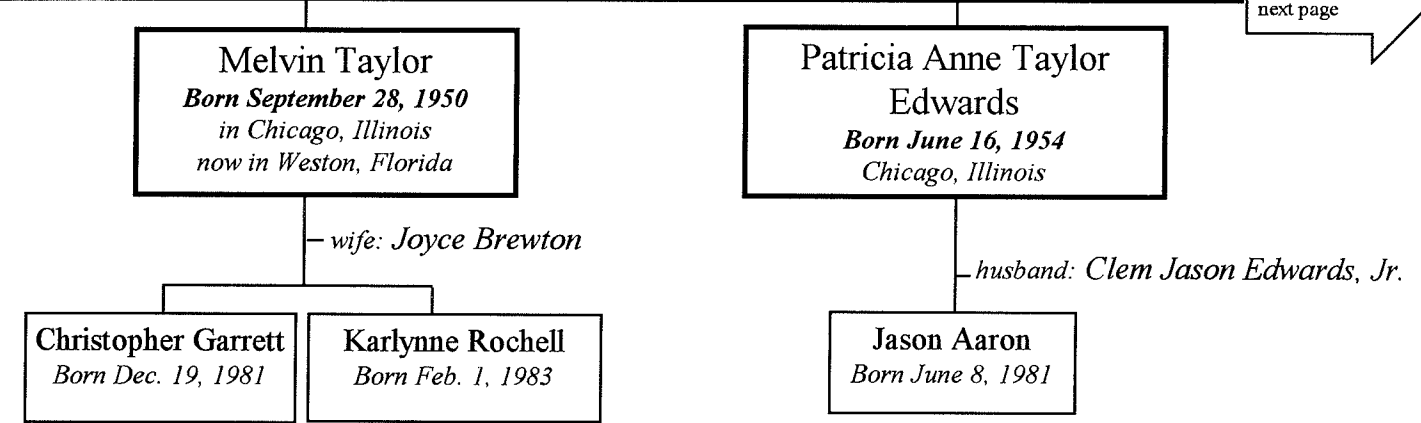 next page
Melvin Taylor
Born September 28, 1950
in Chicago, Illinois
now in Weston, Florida
wife: Joyce Brewton
Christopher Garrett
Born Dec. 19, 1981
Karlynne Rochell
Born Feb. 1, 1983
Patricia Anne Taylor
Edwards
Born June 16, 1954
Chicago, Illinois
husband: Clem Jason Edwards, Jr.
Jason Aaron
Born June 8, 1981